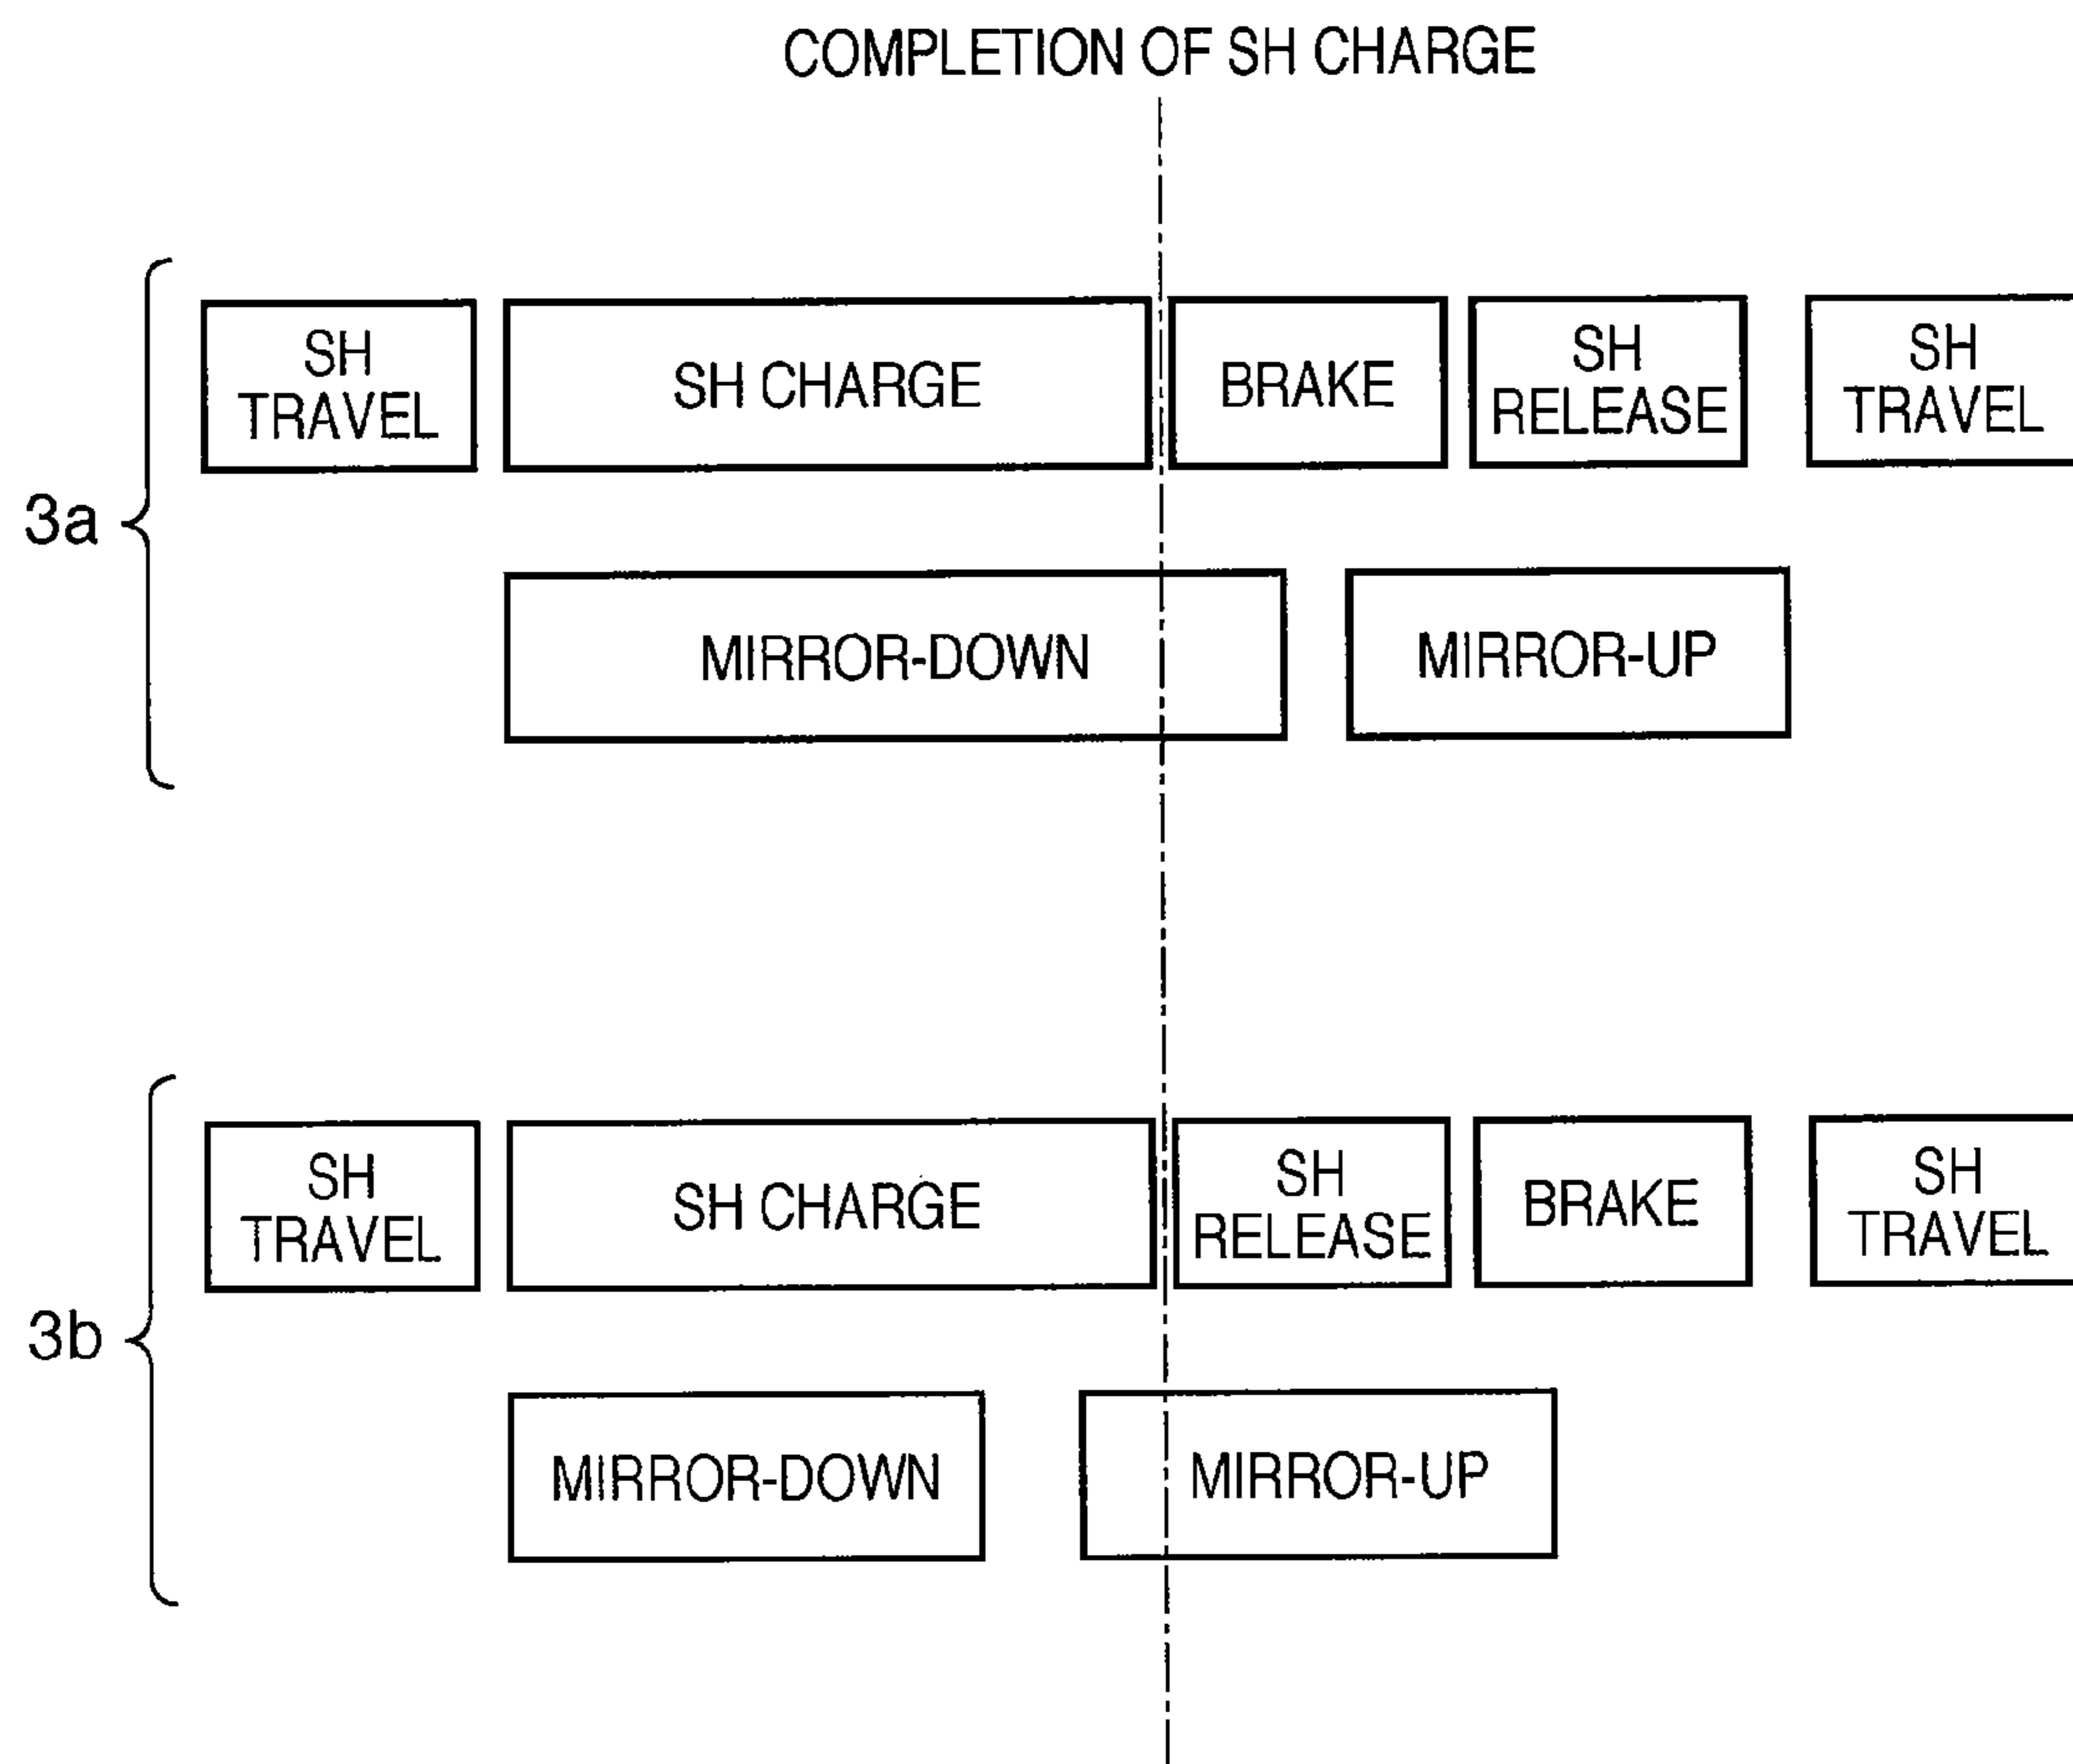 COMPLETION OF SH CHARGE
3a
SH
TRAVEL
SH CHARGE
BRAKE
SH
RELEASE
SH
TRAVEL
MIRROR-DOWN
MIRROR-UP
3b
SH
TRAVEL
SH CHARGE
SH
RELEASE
BRAKE
SH
TRAVEL
MIRROR-DOWN
MIRROR-UP